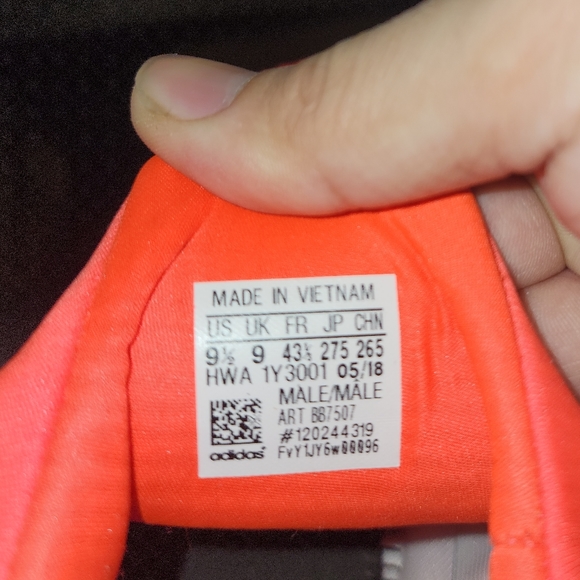 MADE IN VIETNAM
US UK FR JP CHN
9½ 9 43⅓ 275 265
HWA 1Y3001 05/18
MALE/MÂLE
ART BB7507
#120244319
adidas FvY1JY6w00096